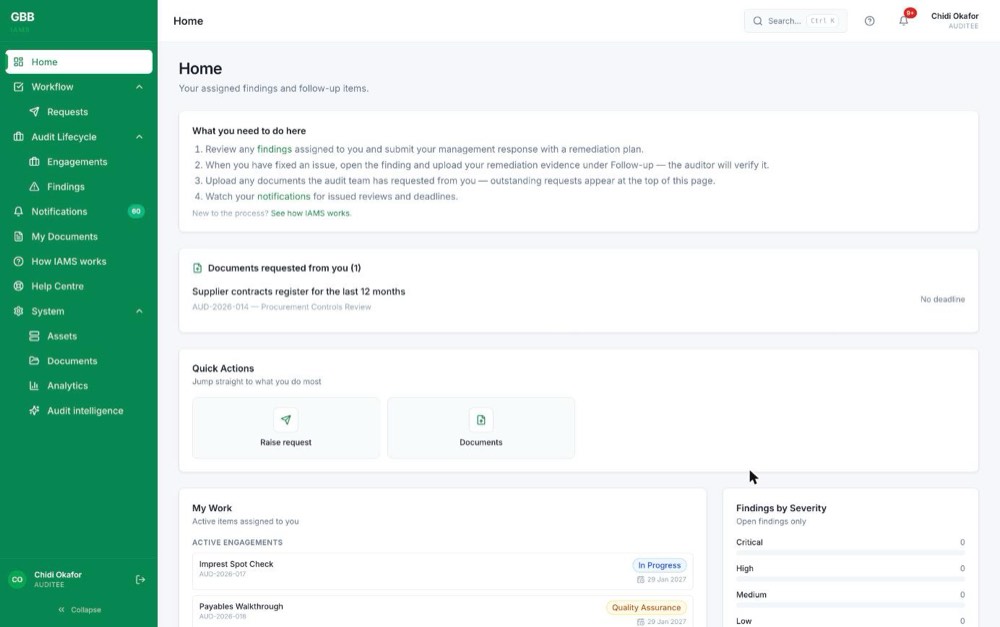 GBB
Home
Search...
Ctrl K
9+
Chidi Okafor
AUDITEE
Home
Workflow
Requests
Audit Lifecycle
Engagements
Findings
Notifications
60
My Documents
How IAMS works
Help Centre
System
Assets
Documents
Analytics
Audit intelligence
CO
Chidi Okafor
AUDITEE
Collapse
Home
Your assigned findings and follow-up items.
What you need to do here
1. Review any findings assigned to you and submit your management response with a remediation plan.
2. When you have fixed an issue, open the finding and upload your remediation evidence under Follow-up — the auditor will verify it.
3. Upload any documents the audit team has requested from you — outstanding requests appear at the top of this page.
4. Watch your notifications for issued reviews and deadlines.
New to the process? See how IAMS works.
Documents requested from you (1)
Supplier contracts register for the last 12 months
AUD-2026-014 — Procurement Controls Review
No deadline
Quick Actions
Jump straight to what you do most
Raise request
Documents
My Work
Active items assigned to you
ACTIVE ENGAGEMENTS
Imprest Spot Check
AUD-2026-017
In Progress
29 Jan 2027
Payables Walkthrough
AUD-2026-016
Quality Assurance
29 Jan 2027
Findings by Severity
Open findings only
Critical 0
High 0
Medium 0
Low 0